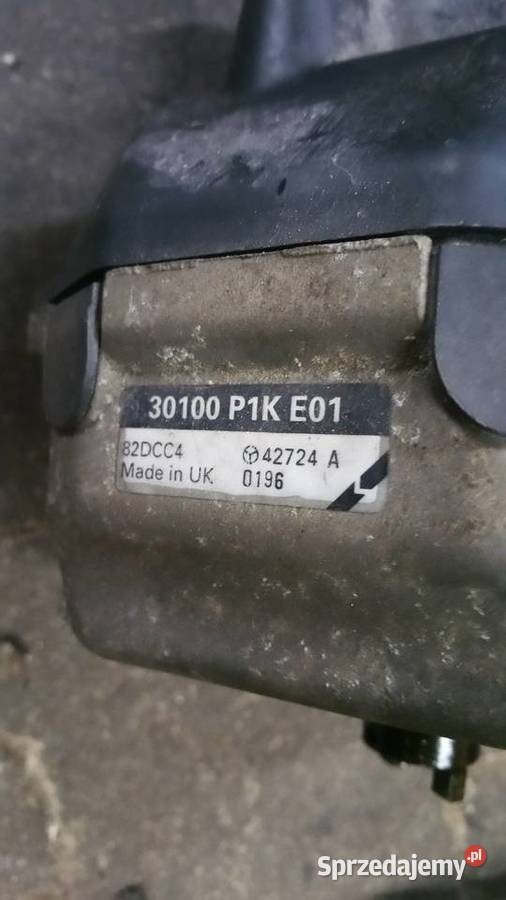 30100 P1K E01
82DCC4 42724 A
Made in UK 0196
L
Sprzedajemy.pl